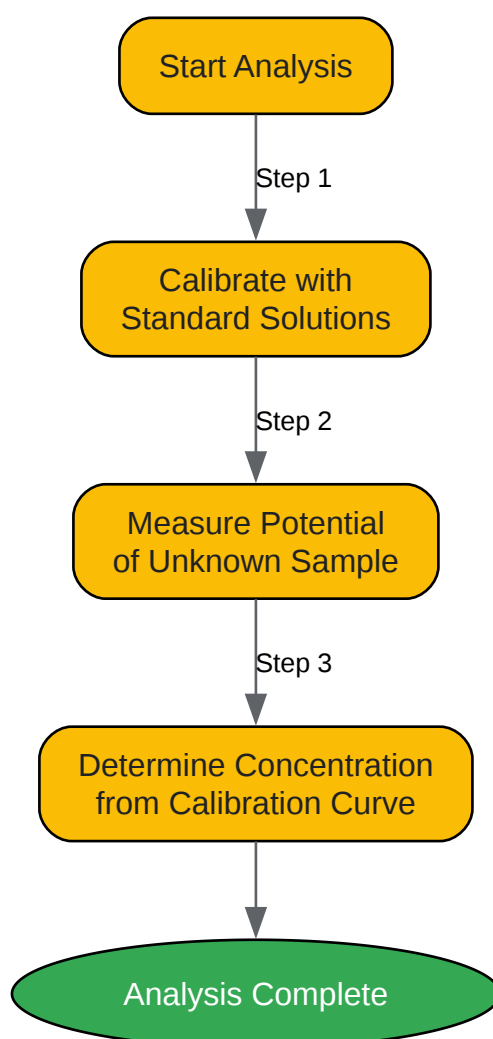 Start Analysis
Step 1
Calibrate with
Standard Solutions
Step 2
Measure Potential
of Unknown Sample
Step 3
Determine Concentration
from Calibration Curve
Analysis Complete